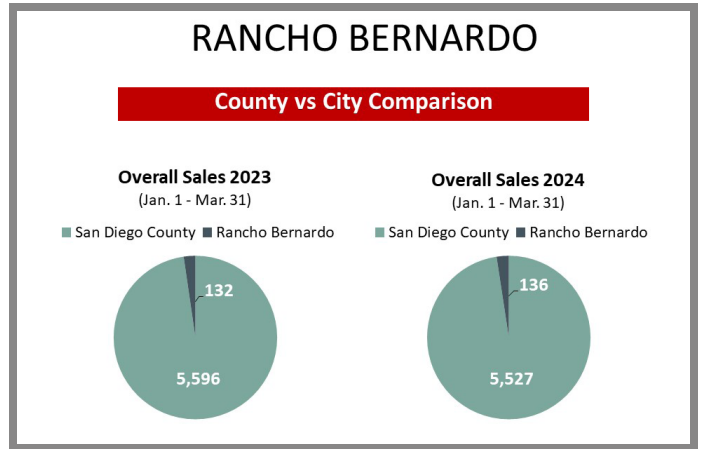 RANCHO BERNARDO
County vs City Comparison
Overall Sales 2023
(Jan. 1 - Mar. 31)
San Diego County Rancho Bernardo
132
5,596
Overall Sales 2024
(Jan. 1 - Mar. 31)
San Diego County Rancho Bernardo
136
5,527